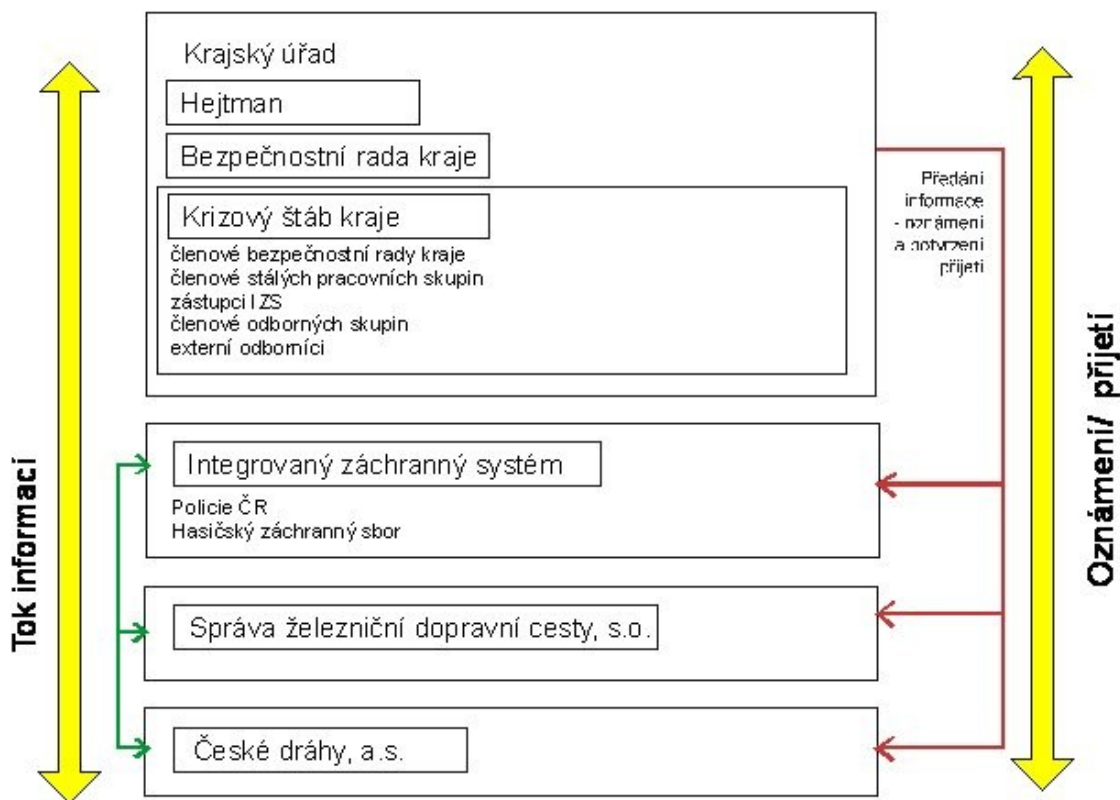 Krajský úřad
Hejtman
Bezpečnostní rada kraje
Krizový štáb kraje
členové bezpečnostní rady kraje
členové stálých pracovních skupin
zástupci IZS
členové odborných skupin
externí odborníci
Předání
informace
- oznámení
a potvrzení
přijetí
Integrovaný záchranný systém
Policie ČR
Hasičský záchranný sbor
Správa železniční dopravní cesty, s.o.
České dráhy, a.s.
Tok informací
Oznámení/ přijetí